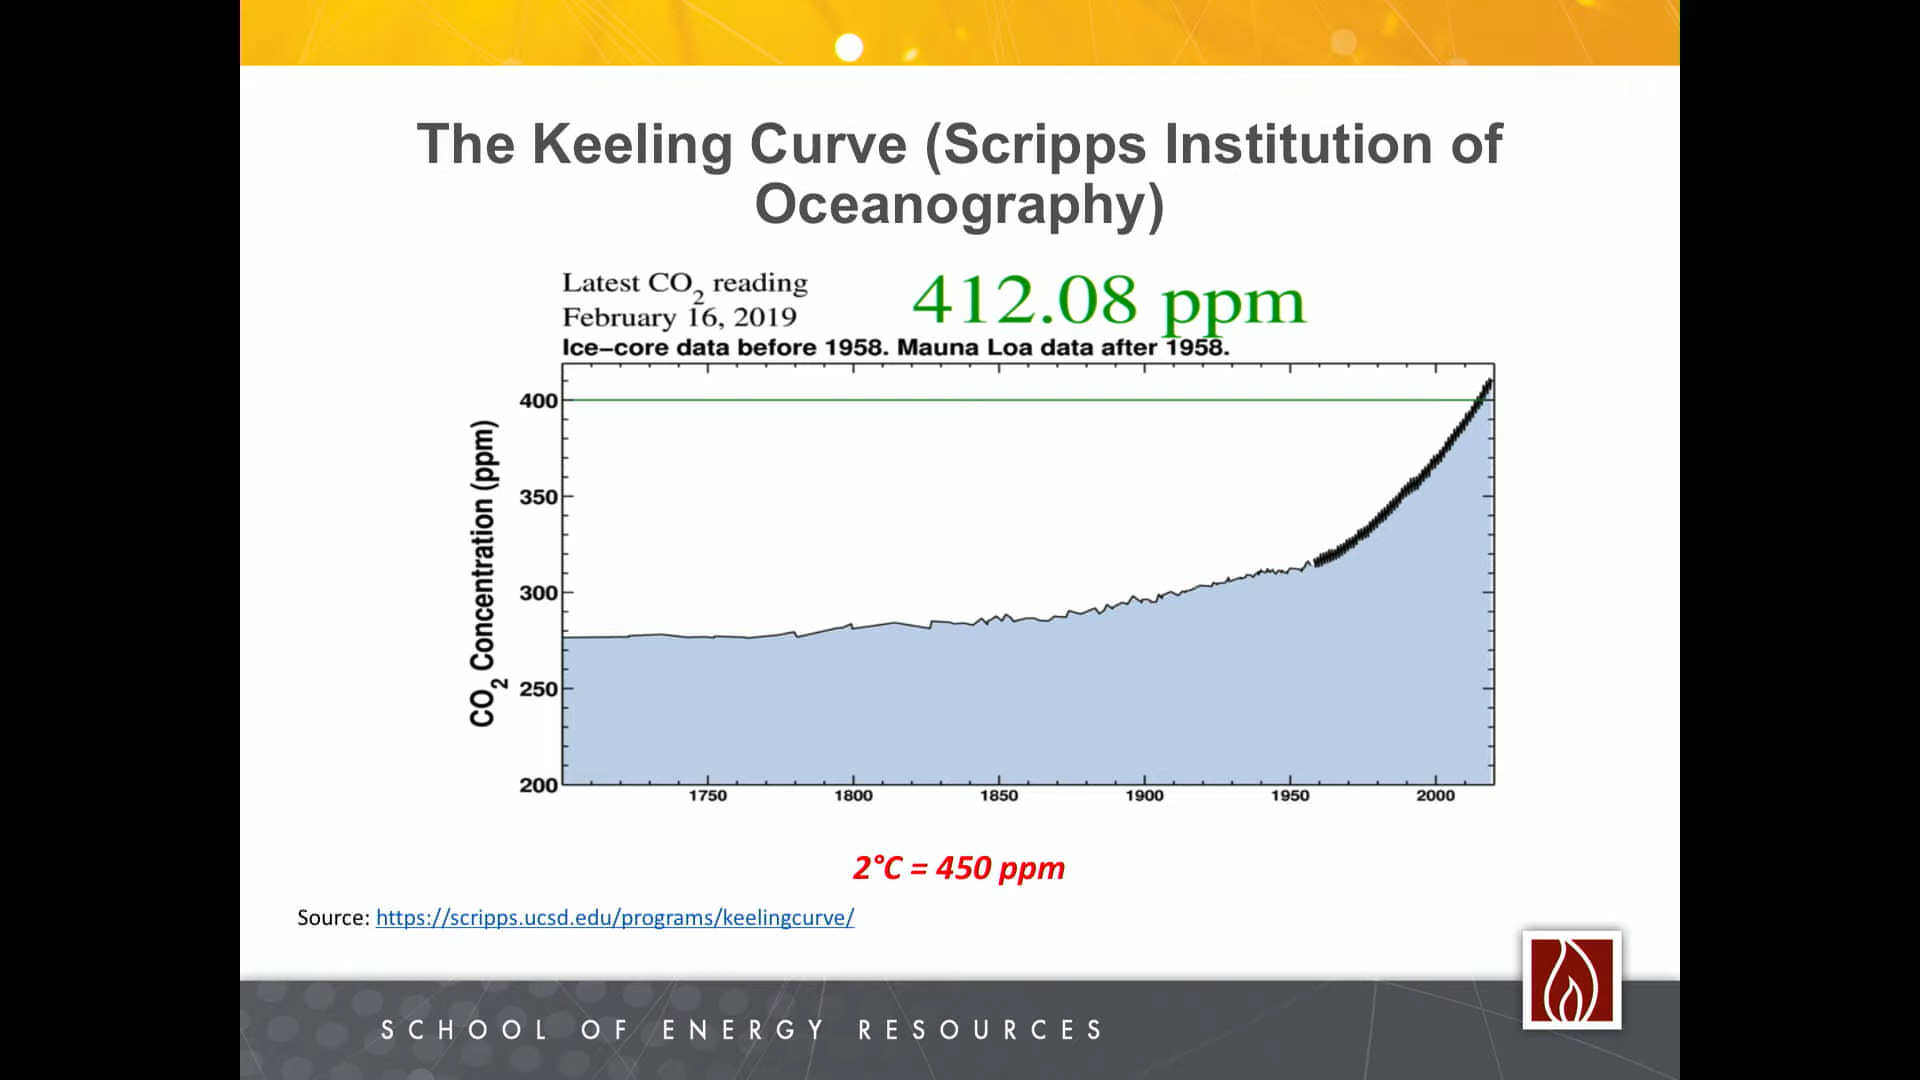 The Keeling Curve (Scripps Institution of
Oceanography)
Latest CO2 reading
February 16, 2019
412.08 ppm
Ice–core data before 1958. Mauna Loa data after 1958.
CO2 Concentration (ppm)
400
350
300
250
200
1750 1800 1850 1900 1950 2000
2°C = 450 ppm
Source: https://scripps.ucsd.edu/programs/keelingcurve/
SCHOOL OF ENERGY RESOURCES